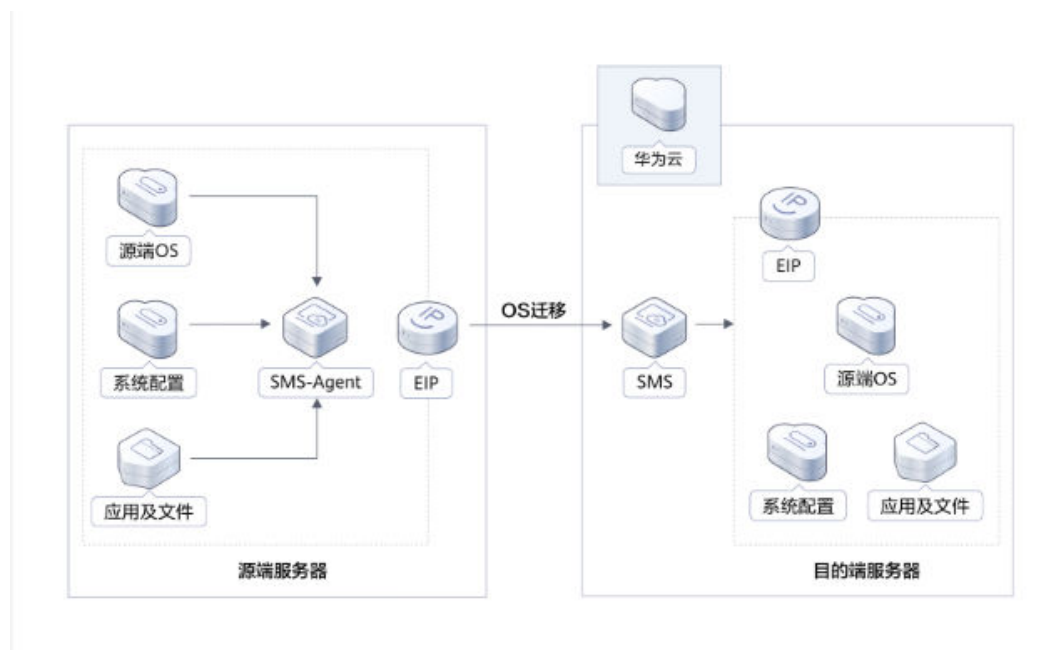 华为云
源端OS
系统配置
应用及文件
SMS-Agent
IP
EIP
源端服务器
OS迁移
SMS
IP
EIP
源端OS
系统配置
应用及文件
目的端服务器